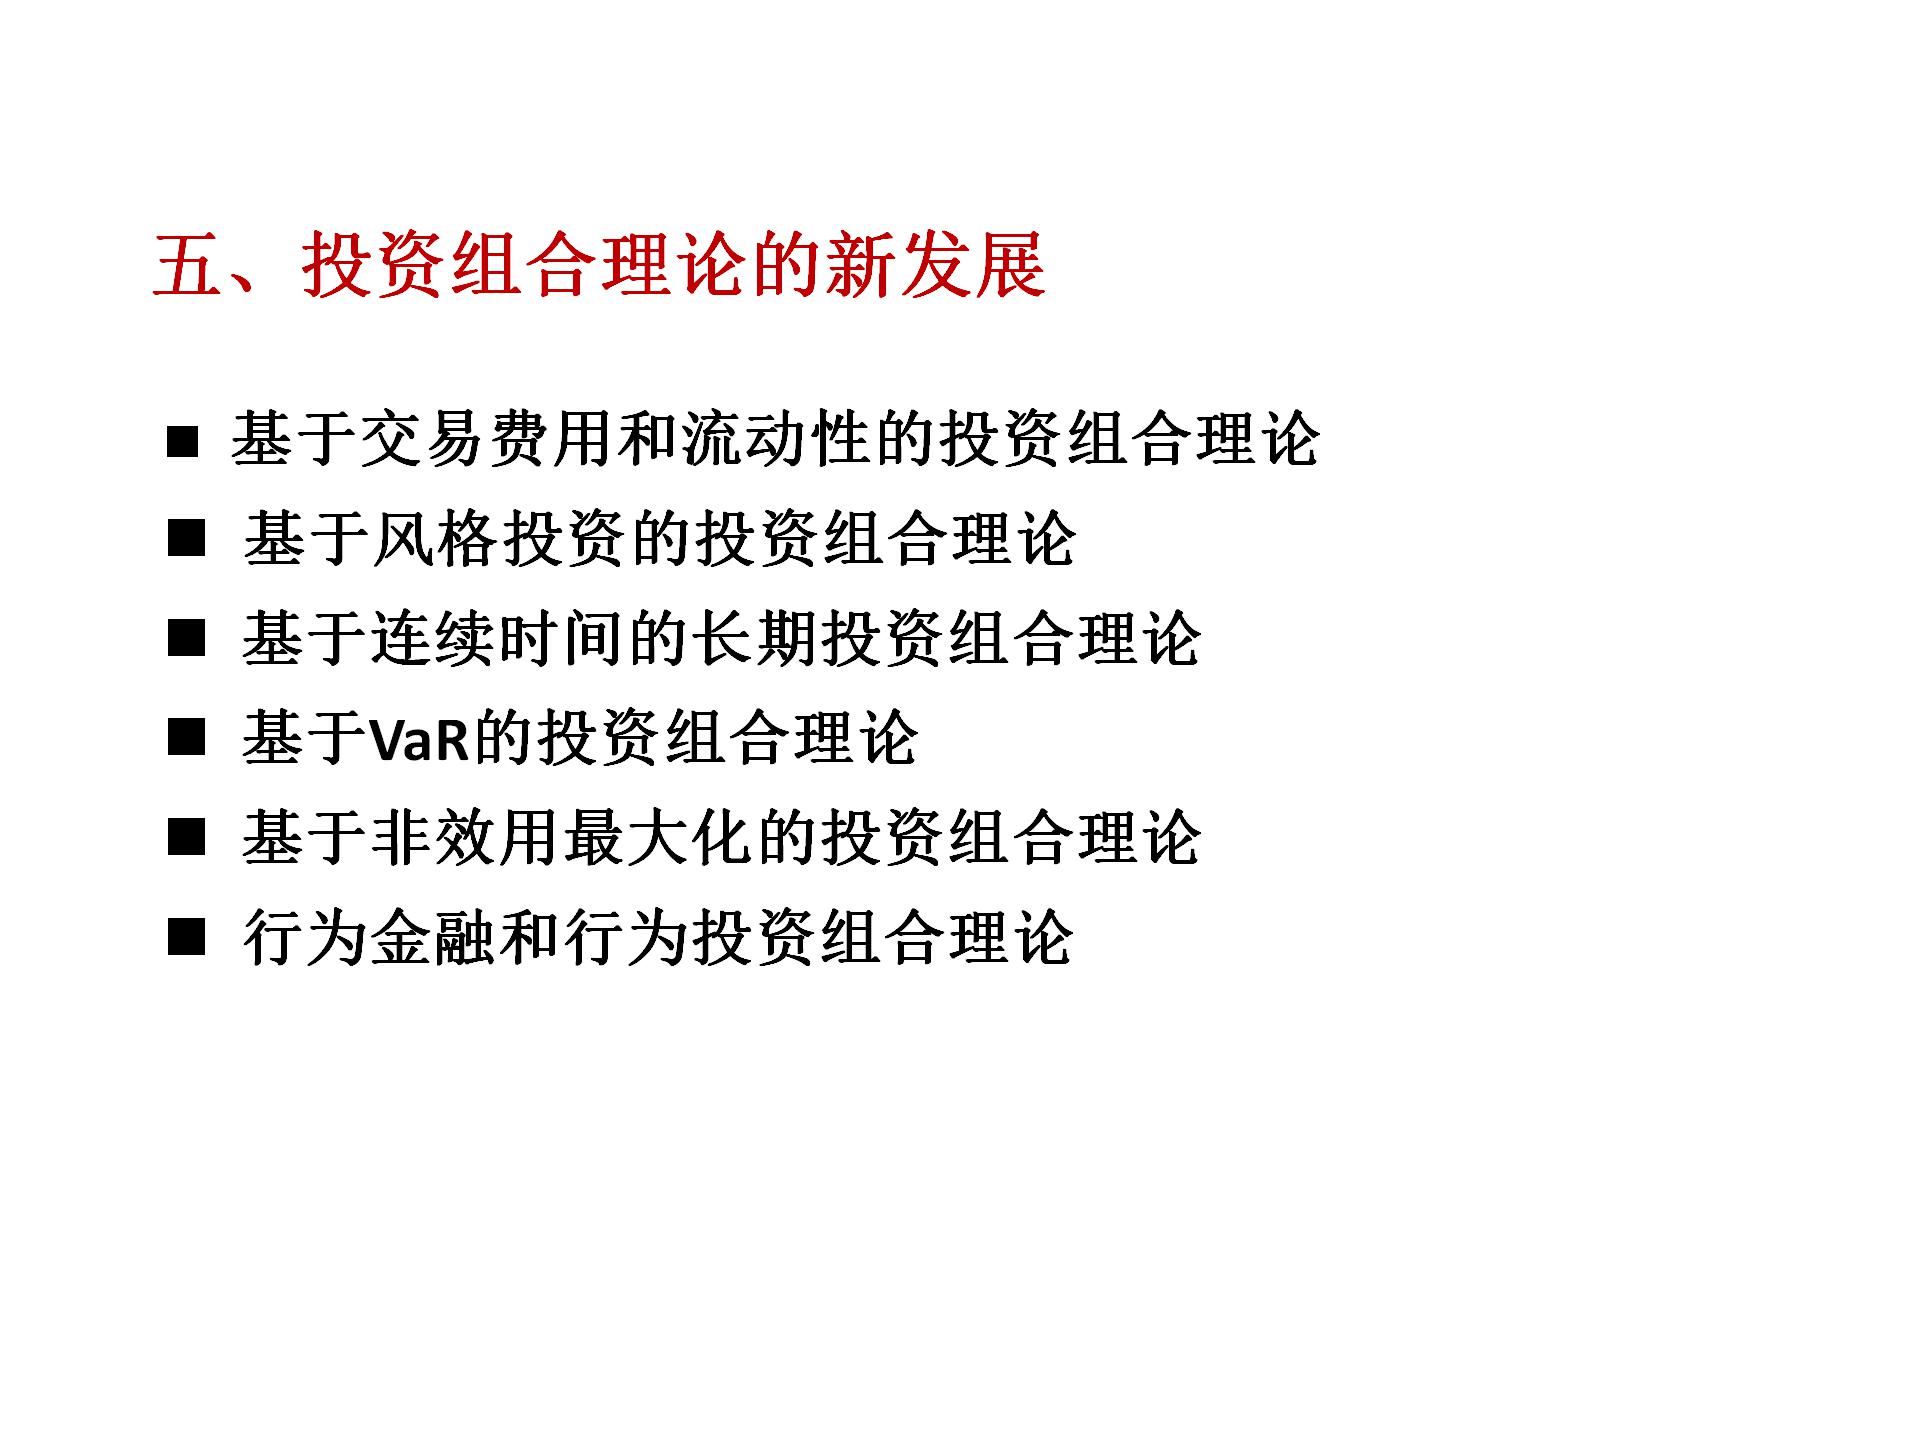 五、投资组合理论的新发展
■ 基于交易费用和流动性的投资组合理论
■ 基于风格投资的投资组合理论
■ 基于连续时间的长期投资组合理论
■ 基于VaR的投资组合理论
■ 基于非效用最大化的投资组合理论
■ 行为金融和行为投资组合理论